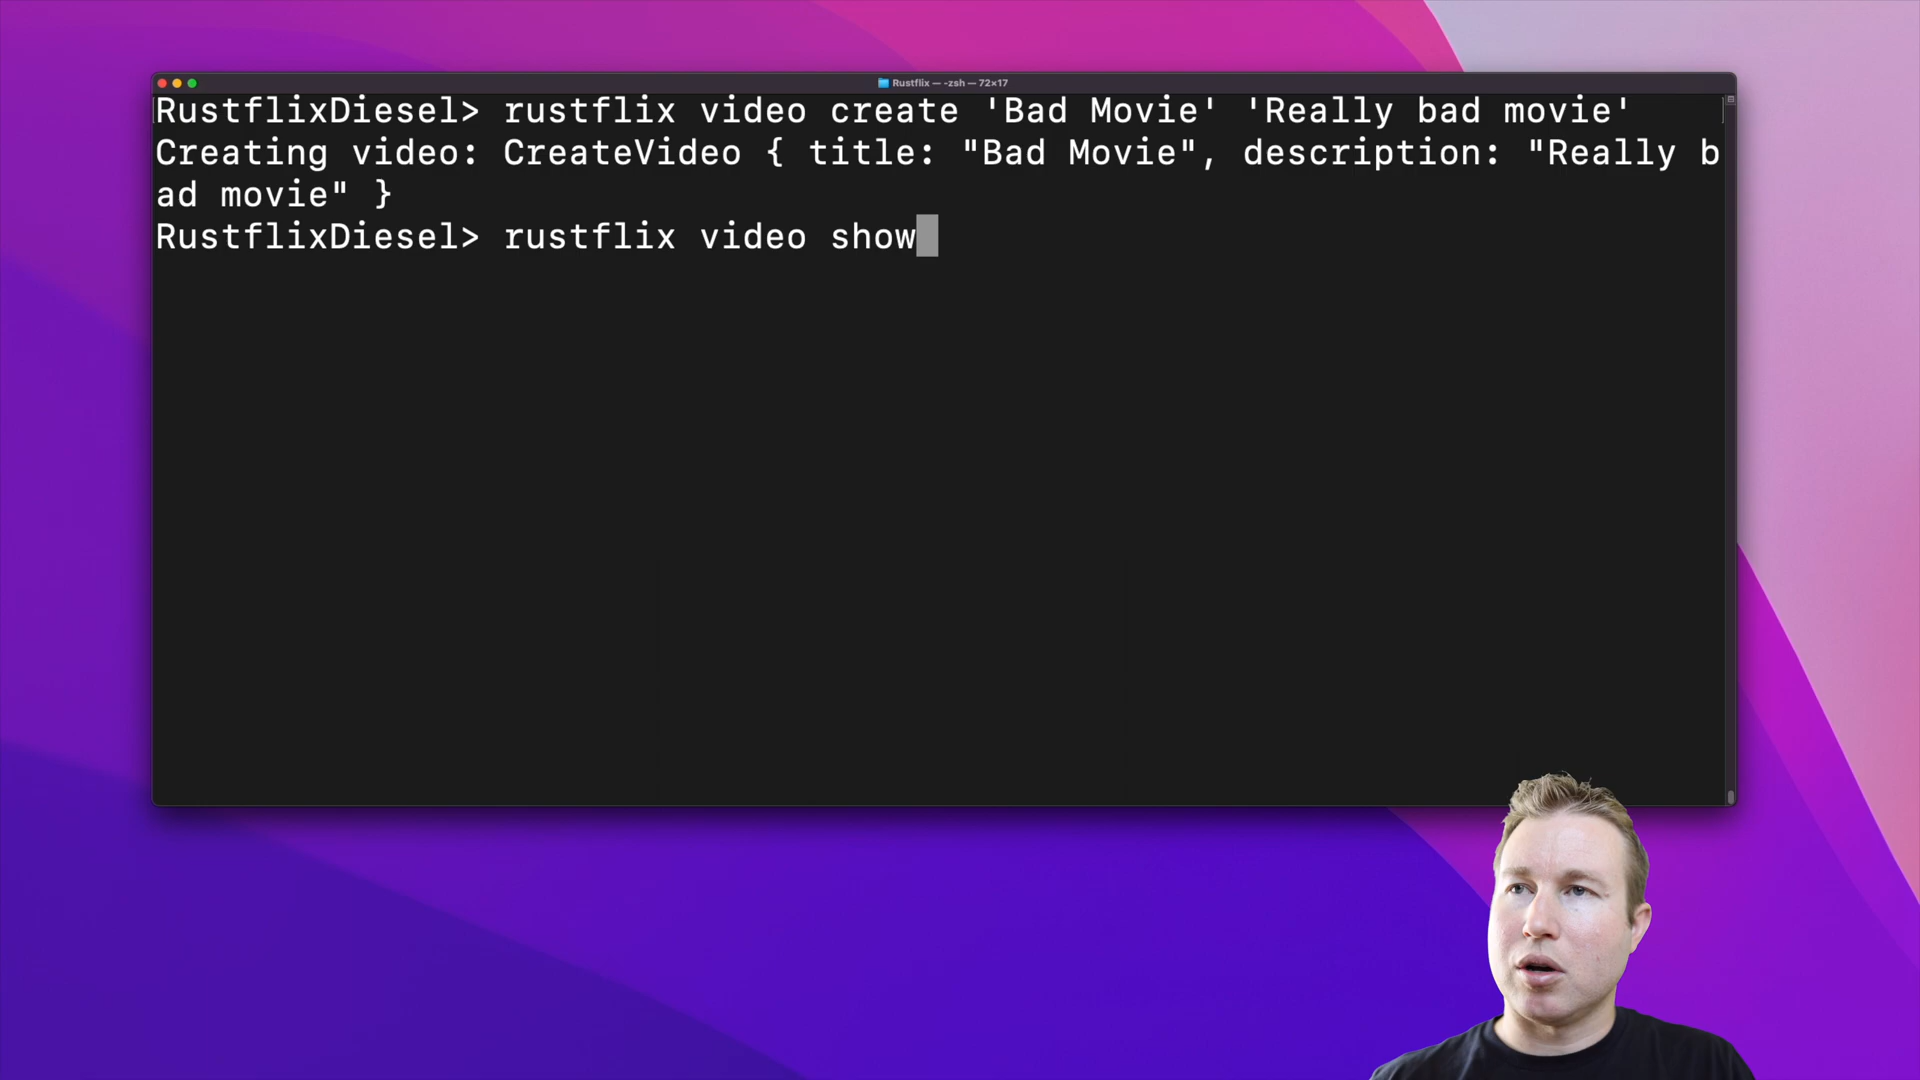 Rustflix — -zsh — 72×17
RustflixDiesel> rustflix video create 'Bad Movie' 'Really bad movie'
Creating video: CreateVideo { title: "Bad Movie", description: "Really b
ad movie" }
RustflixDiesel> rustflix video show